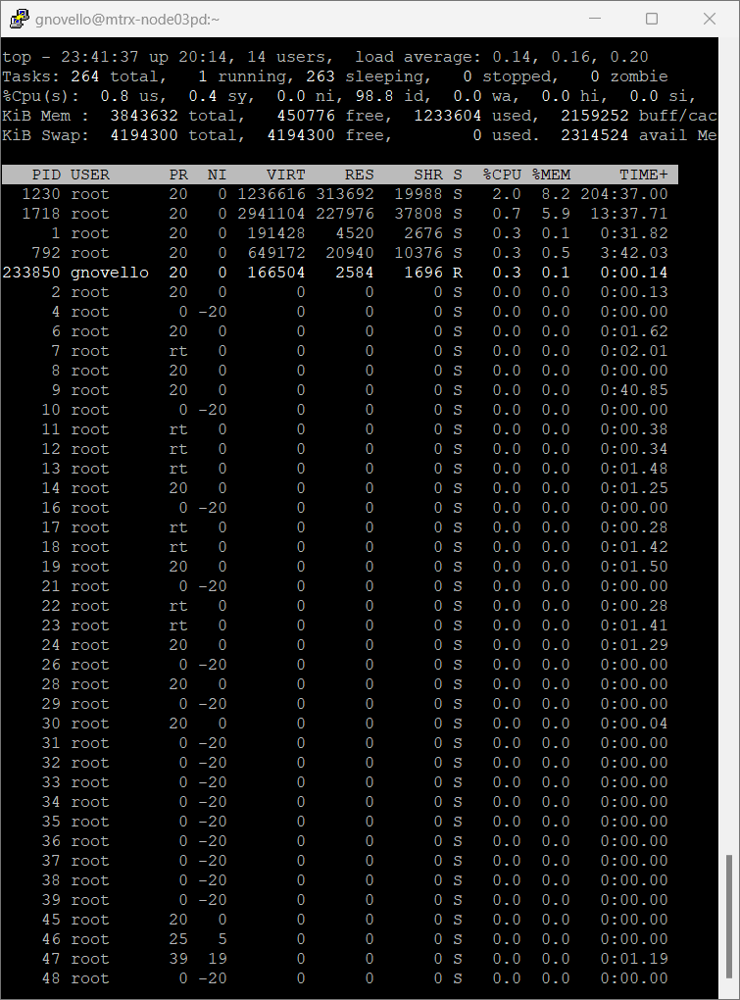 gnovello@mtrx-node03pd:~
top - 23:41:37 up 20:14, 14 users,  load average: 0.14, 0.16, 0.20
Tasks: 264 total,   1 running, 263 sleeping,   0 stopped,   0 zombie
%Cpu(s):  0.8 us,  0.4 sy,  0.0 ni, 98.8 id,  0.0 wa,  0.0 hi,  0.0 si,
KiB Mem :  3843632 total,   450776 free,  1233604 used,  2159252 buff/cac
KiB Swap:  4194300 total,  4194300 free,        0 used.  2314524 avail Me
PID USER      PR  NI    VIRT    RES    SHR S  %CPU %MEM     TIME+
1230 root      20   0 1236616 313692  19988 S   2.0  8.2 204:37.00
1718 root      20   0 2941104 227976  37808 S   0.7  5.9  13:37.71
1 root      20   0  191428   4520   2676 S   0.3  0.1   0:31.82
792 root      20   0  649172  20940  10376 S   0.3  0.5   3:42.03
233850 gnovello  20   0  166504   2584   1696 R   0.3  0.1   0:00.14
2 root      20   0       0      0      0 S   0.0  0.0   0:00.13
4 root       0 -20       0      0      0 S   0.0  0.0   0:00.00
6 root      20   0       0      0      0 S   0.0  0.0   0:01.62
7 root      rt   0       0      0      0 S   0.0  0.0   0:02.01
8 root      20   0       0      0      0 S   0.0  0.0   0:00.00
9 root      20   0       0      0      0 S   0.0  0.0   0:40.85
10 root       0 -20       0      0      0 S   0.0  0.0   0:00.00
11 root      rt   0       0      0      0 S   0.0  0.0   0:00.38
12 root      rt   0       0      0      0 S   0.0  0.0   0:00.34
13 root      rt   0       0      0      0 S   0.0  0.0   0:01.48
14 root      20   0       0      0      0 S   0.0  0.0   0:01.25
16 root       0 -20       0      0      0 S   0.0  0.0   0:00.00
17 root      rt   0       0      0      0 S   0.0  0.0   0:00.28
18 root      rt   0       0      0      0 S   0.0  0.0   0:01.42
19 root      20   0       0      0      0 S   0.0  0.0   0:01.50
21 root       0 -20       0      0      0 S   0.0  0.0   0:00.00
22 root      rt   0       0      0      0 S   0.0  0.0   0:00.28
23 root      rt   0       0      0      0 S   0.0  0.0   0:01.41
24 root      20   0       0      0      0 S   0.0  0.0   0:01.29
26 root       0 -20       0      0      0 S   0.0  0.0   0:00.00
28 root      20   0       0      0      0 S   0.0  0.0   0:00.00
29 root       0 -20       0      0      0 S   0.0  0.0   0:00.00
30 root      20   0       0      0      0 S   0.0  0.0   0:00.04
31 root       0 -20       0      0      0 S   0.0  0.0   0:00.00
32 root       0 -20       0      0      0 S   0.0  0.0   0:00.00
33 root       0 -20       0      0      0 S   0.0  0.0   0:00.00
34 root       0 -20       0      0      0 S   0.0  0.0   0:00.00
35 root       0 -20       0      0      0 S   0.0  0.0   0:00.00
36 root       0 -20       0      0      0 S   0.0  0.0   0:00.00
37 root       0 -20       0      0      0 S   0.0  0.0   0:00.00
38 root       0 -20       0      0      0 S   0.0  0.0   0:00.00
39 root       0 -20       0      0      0 S   0.0  0.0   0:00.00
45 root      20   0       0      0      0 S   0.0  0.0   0:00.00
46 root      25   5       0      0      0 S   0.0  0.0   0:00.00
47 root      39  19       0      0      0 S   0.0  0.0   0:01.19
48 root       0 -20       0      0      0 S   0.0  0.0   0:00.00